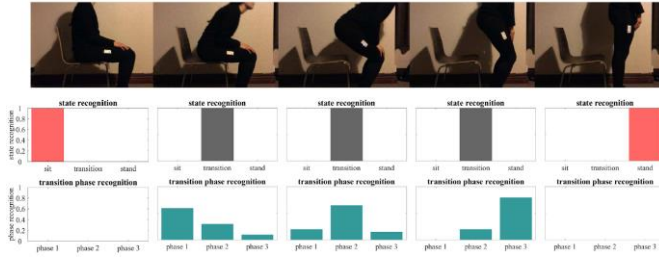 state recognition state recognition state recognition state recognition state recognition
state recognition
1
0.8
0.6
0.4
0.2
0
sit transition stand sit transition stand sit transition stand sit transition stand sit transition stand
transition phase recognition transition phase recognition transition phase recognition transition phase recognition transition phase recognition
phase recognition
1
0.8
0.6
0.4
0.2
0
phase 1 phase 2 phase 3 phase 1 phase 2 phase 3 phase 1 phase 2 phase 3 phase 1 phase 2 phase 3 phase 1 phase 2 phase 3